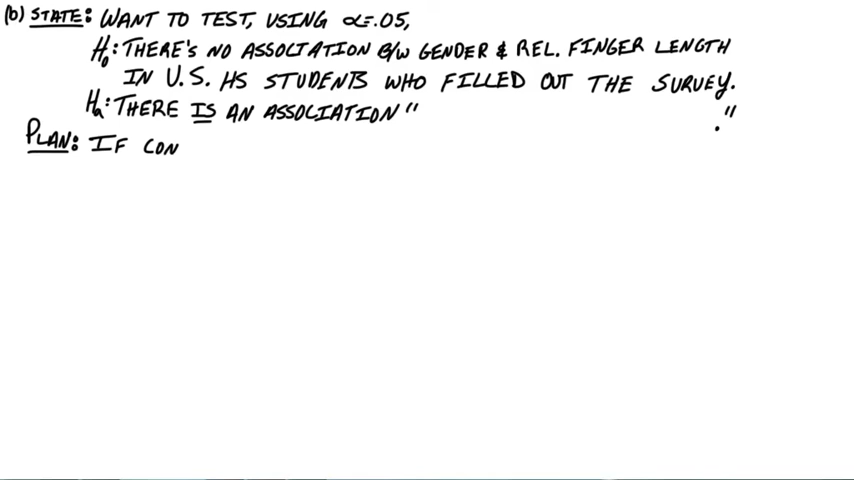 (b) STATE: WANT TO TEST, USING α=.05,
H₀: THERE'S NO ASSOCIATION B/W GENDER & REL. FINGER LENGTH
IN U.S. HS STUDENTS WHO FILLED OUT THE SURVEY.
Hₐ: THERE IS AN ASSOCIATION " ."
PLAN: IF CON